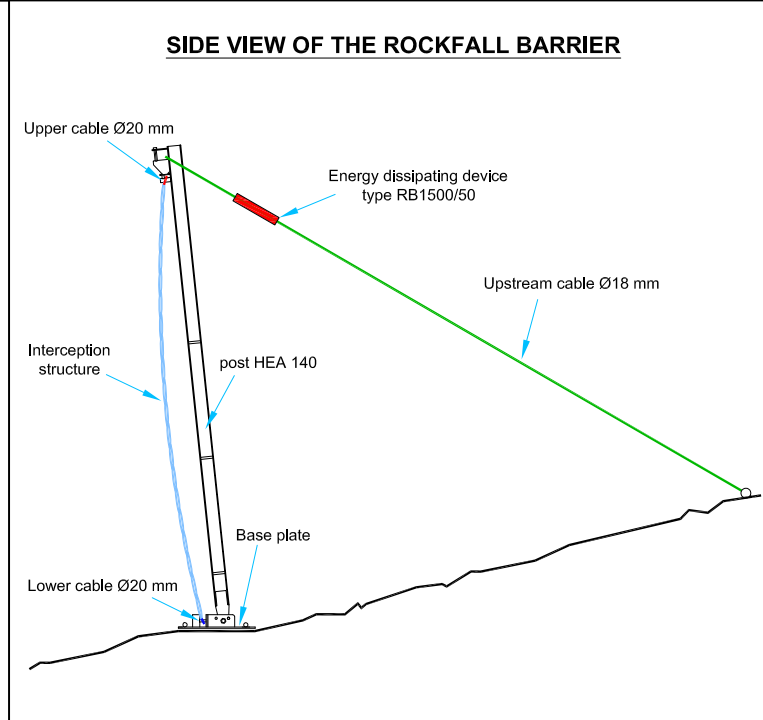 SIDE VIEW OF THE ROCKFALL BARRIER
Upper cable Ø20 mm
Energy dissipating device
type RB1500/50
Upstream cable Ø18 mm
Interception
structure
post HEA 140
Base plate
Lower cable Ø20 mm